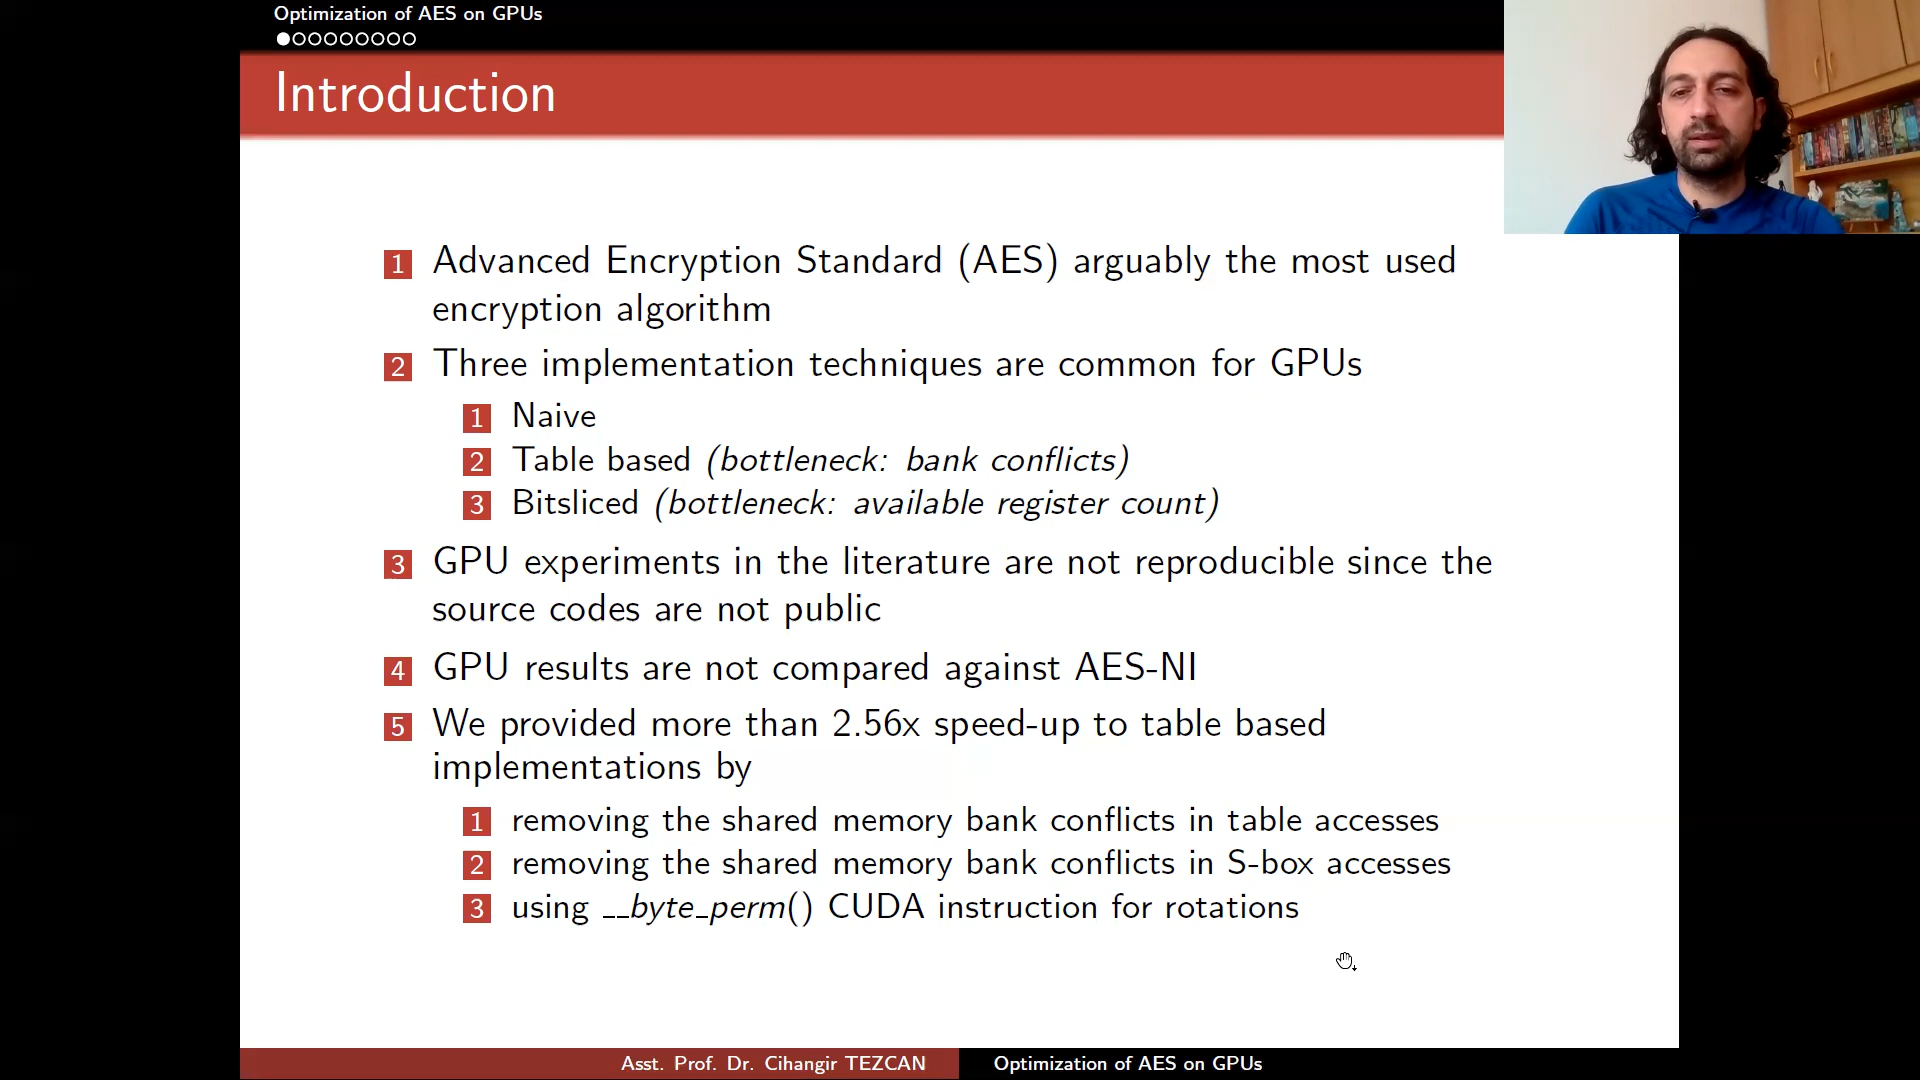 Optimization of AES on GPUs
Introduction
1 Advanced Encryption Standard (AES) arguably the most used
encryption algorithm
2 Three implementation techniques are common for GPUs
1 Naive
2 Table based (bottleneck: bank conflicts)
3 Bitsliced (bottleneck: available register count)
3 GPU experiments in the literature are not reproducible since the
source codes are not public
4 GPU results are not compared against AES-NI
5 We provided more than 2.56x speed-up to table based
implementations by
1 removing the shared memory bank conflicts in table accesses
2 removing the shared memory bank conflicts in S-box accesses
3 using __byte_perm() CUDA instruction for rotations
Asst. Prof. Dr. Cihangir TEZCAN
Optimization of AES on GPUs